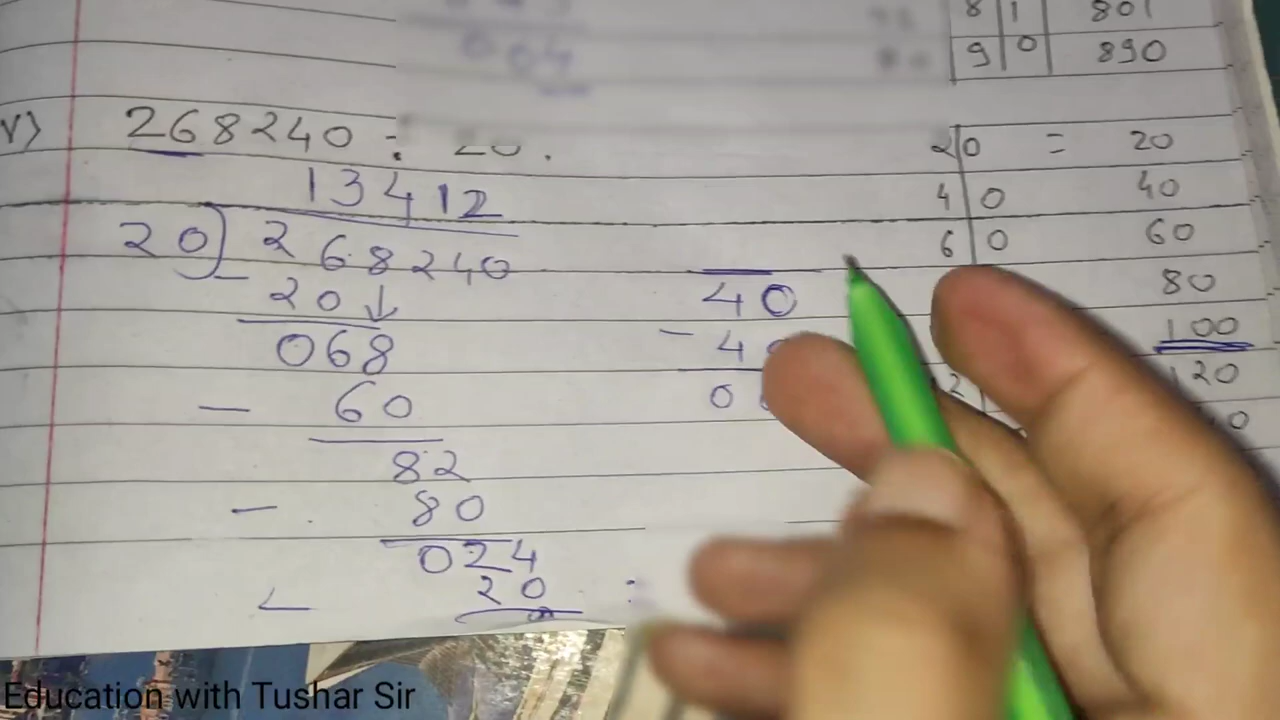 8 1 801
9 0 890
v) 268240 ÷ 20.
13412
20 ) 268240
- 20 ↓
068
- 60
82
- 80
024
20
40
- 4
0
20 = 20
40 40
60 60
80
100
120
Education with Tushar Sir